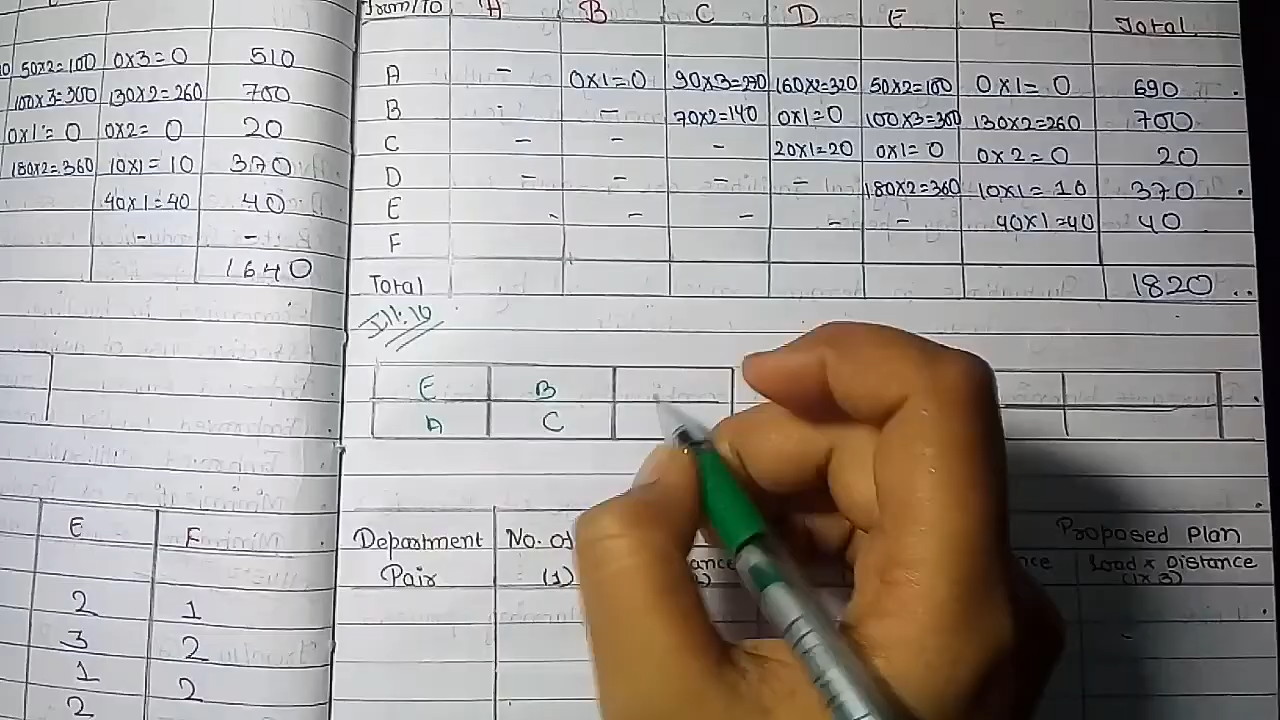 50x2=100 0x3=0 510
100x3=300 130x2=260 700
0x1=0 0x2=0 20
180x2=360 10x1=10 370
40x1=40 40
- -
1640
E F
2 1
3 2
1 2
2
From/To A B C D E F Total
A - 0x1=0 90x3=270 160x2=320 50x2=100 0x1=0 690
B - - 70x2=140 0x1=0 100x3=300 130x2=260 700
C - - - 20x1=20 0x1=0 0x2=0 20
D - - - - 180x2=360 10x1=10 370
E - - - - - 40x1=40 40
F
Total 1820
Ill:10
E B
A C
Department No. of Proposed Plan
Pair (1) Load x Distance
(1x3)